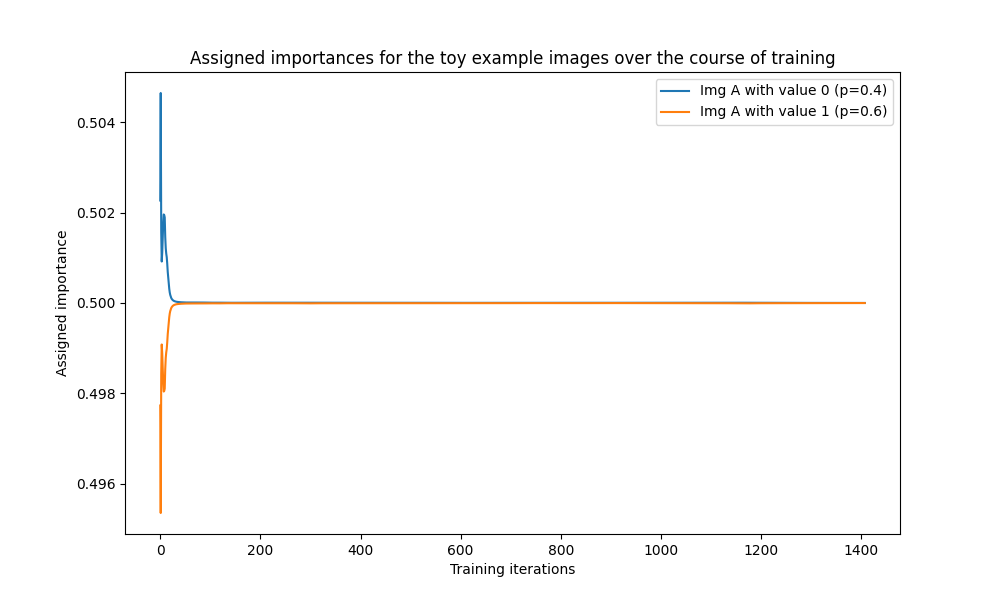 Assigned importances for the toy example images over the course of training
Img A with value 0 (p=0.4)
Img A with value 1 (p=0.6)
0.504
0.502
0.500
0.498
0.496
Assigned importance
0
200
400
600
800
1000
1200
1400
Training iterations